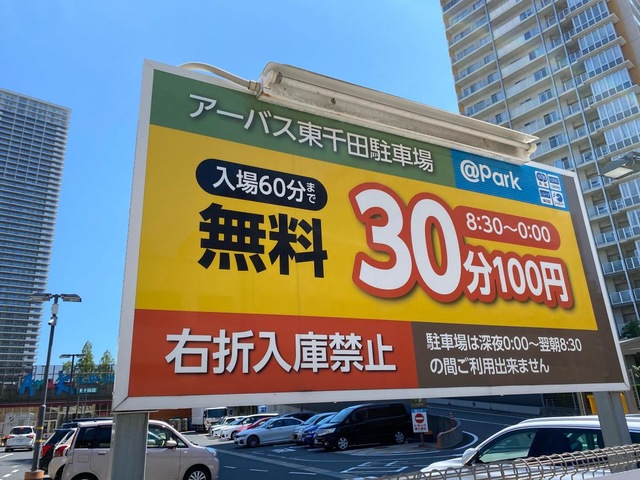 アーバス東千田駐車場
@Park
入場60分まで
無料
8:30～0:00
30分100円
右折入庫禁止
駐車場は深夜0:00～翌朝8:30
の間ご利用出来ません